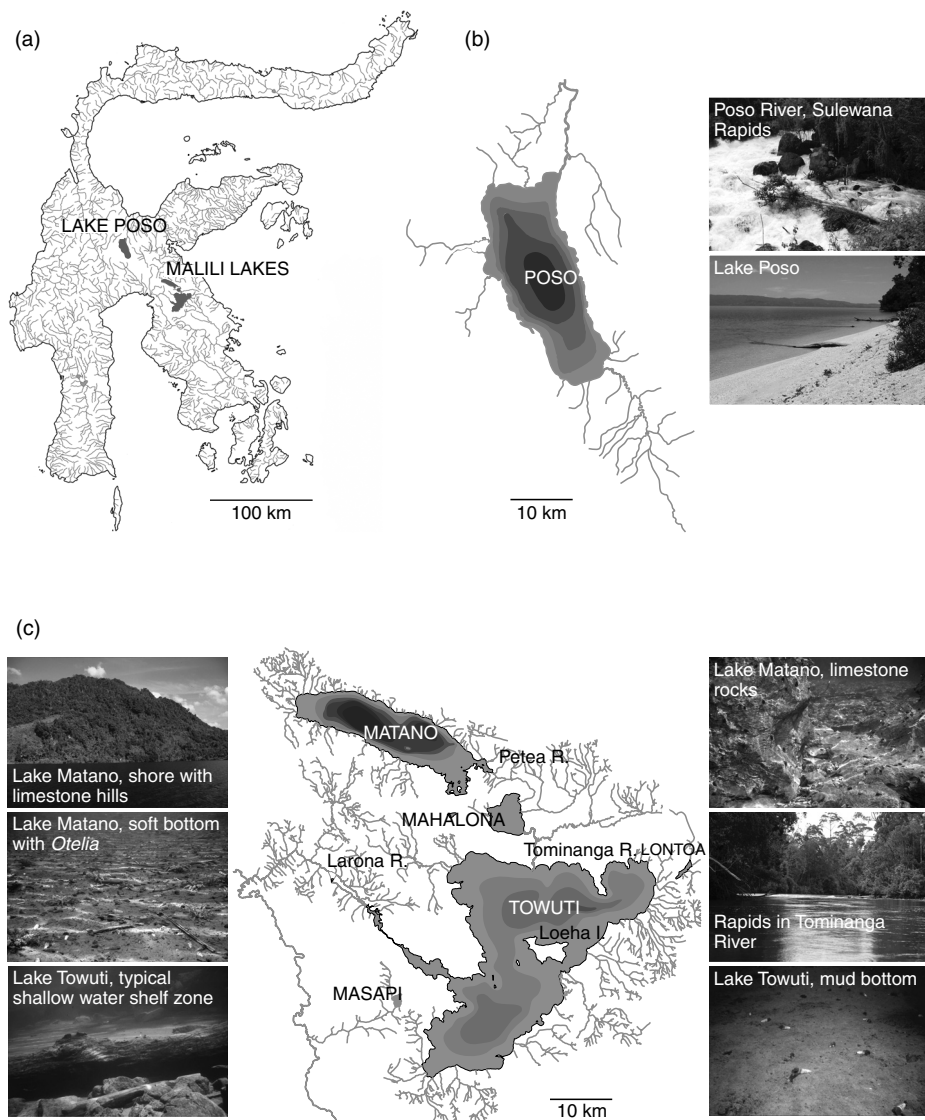 (a)
LAKE POSO
MALILI LAKES
100 km
(b)
POSO
10 km
Poso River, Sulewana
Rapids
Lake Poso
(c)
Lake Matano, shore with
limestone hills
Lake Matano, soft bottom
with Otelia
Lake Towuti, typical
shallow water shelf zone
MATANO
Petea R.
MAHALONA
Larona R.
Tominanga R.
LONTOA
TOWUTI
Loeha I.
MASAPI
10 km
Lake Matano, limestone
rocks
Rapids in Tominanga
River
Lake Towuti, mud bottom